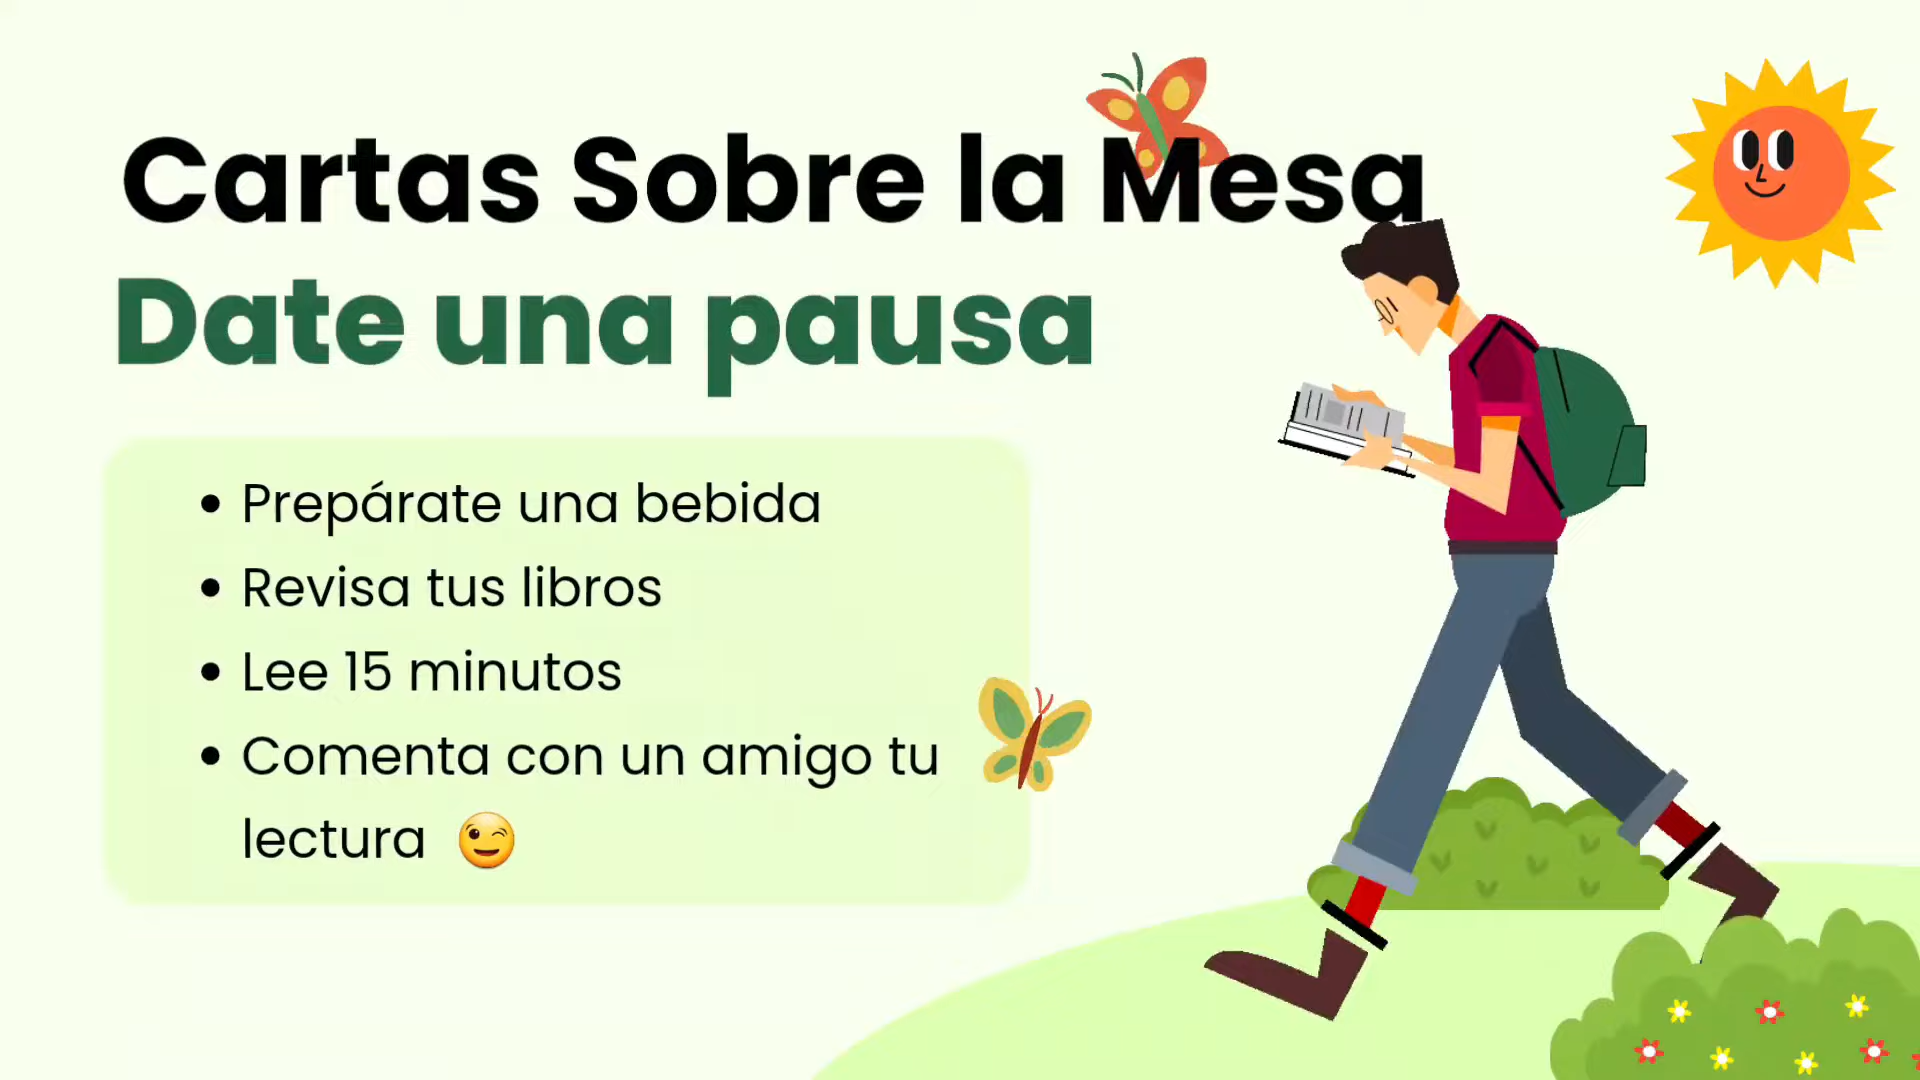 Cartas Sobre la Mesa
Date una pausa
• Prepárate una bebida
• Revisa tus libros
• Lee 15 minutos
• Comenta con un amigo tu
lectura 😉